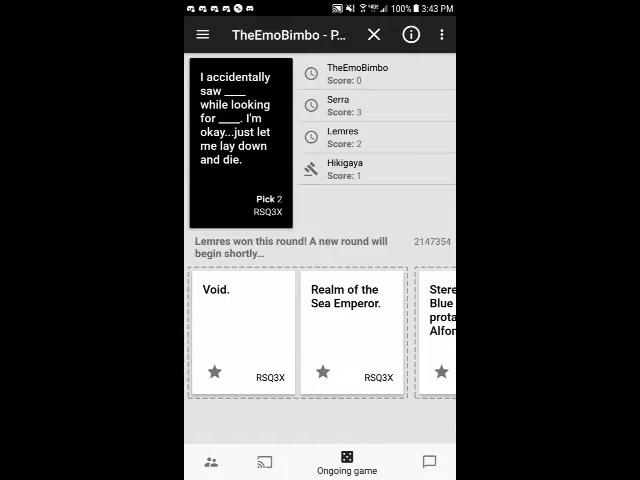 100% 3:43 PM
TheEmoBimbo - P...
I accidentally
saw ____
while looking
for ____. I'm
okay...just let
me lay down
and die.
Pick 2
RSQ3X
TheEmoBimbo
Score: 0
Serra
Score: 3
Lemres
Score: 2
Hikigaya
Score: 1
Lemres won this round! A new round will
begin shortly...
2147354
Void.
RSQ3X
Realm of the
Sea Emperor.
RSQ3X
Stere
Blue
prota
Alfor
Ongoing game